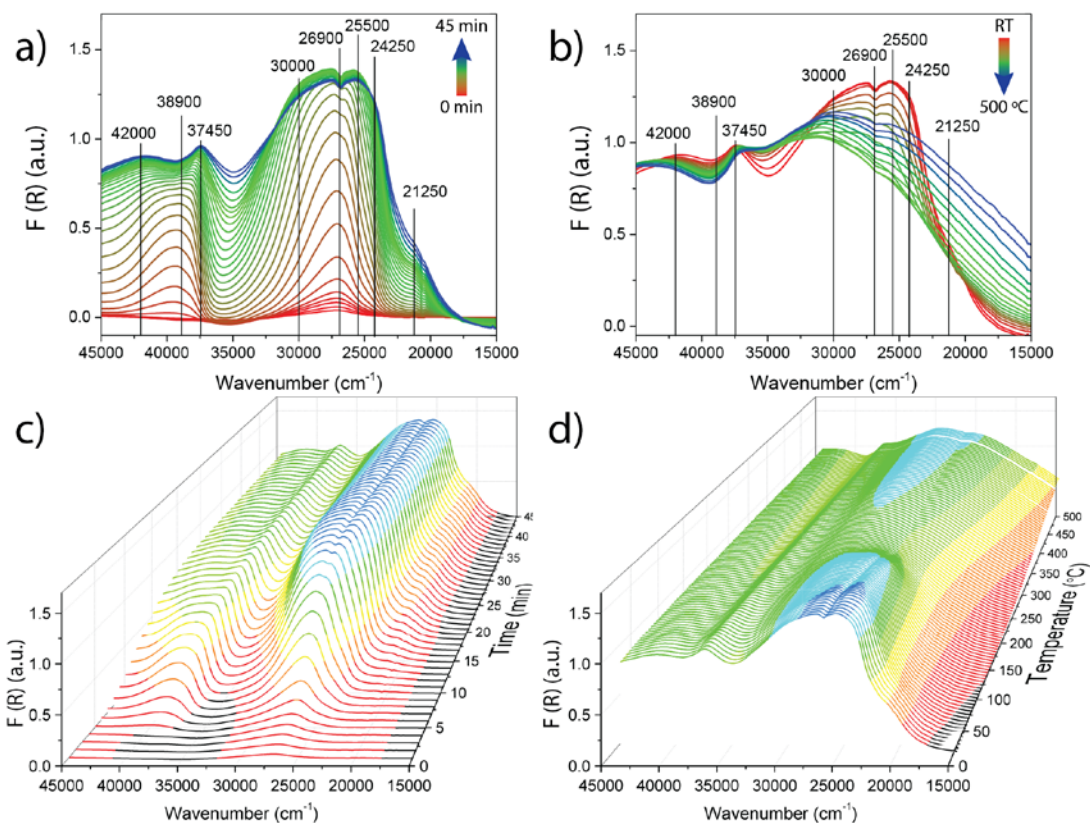 a)
45 min
0 min
42000
38900
37450
30000
26900
25500
24250
21250
F (R) (a.u.)
1.5
1.0
0.5
0.0
45000 40000 35000 30000 25000 20000 15000
Wavenumber (cm⁻¹)
b)
RT
500 ºC
42000
38900
37450
30000
26900
25500
24250
21250
F (R) (a.u.)
1.5
1.0
0.5
0.0
45000 40000 35000 30000 25000 20000 15000
Wavenumber (cm⁻¹)
c)
F (R) (a.u.)
1.5
1.0
0.5
0.0
45000 40000 35000 30000 25000 20000 15000
Wavenumber (cm⁻¹)
0
5
10
15
20
25
30
35
40
45
Time (min)
d)
F (R) (a.u.)
1.5
1.0
0.5
0.0
45000 40000 35000 30000 25000 20000 15000
Wavenumber (cm⁻¹)
0
50
100
150
200
250
300
350
400
450
500
Temperature (ºC)